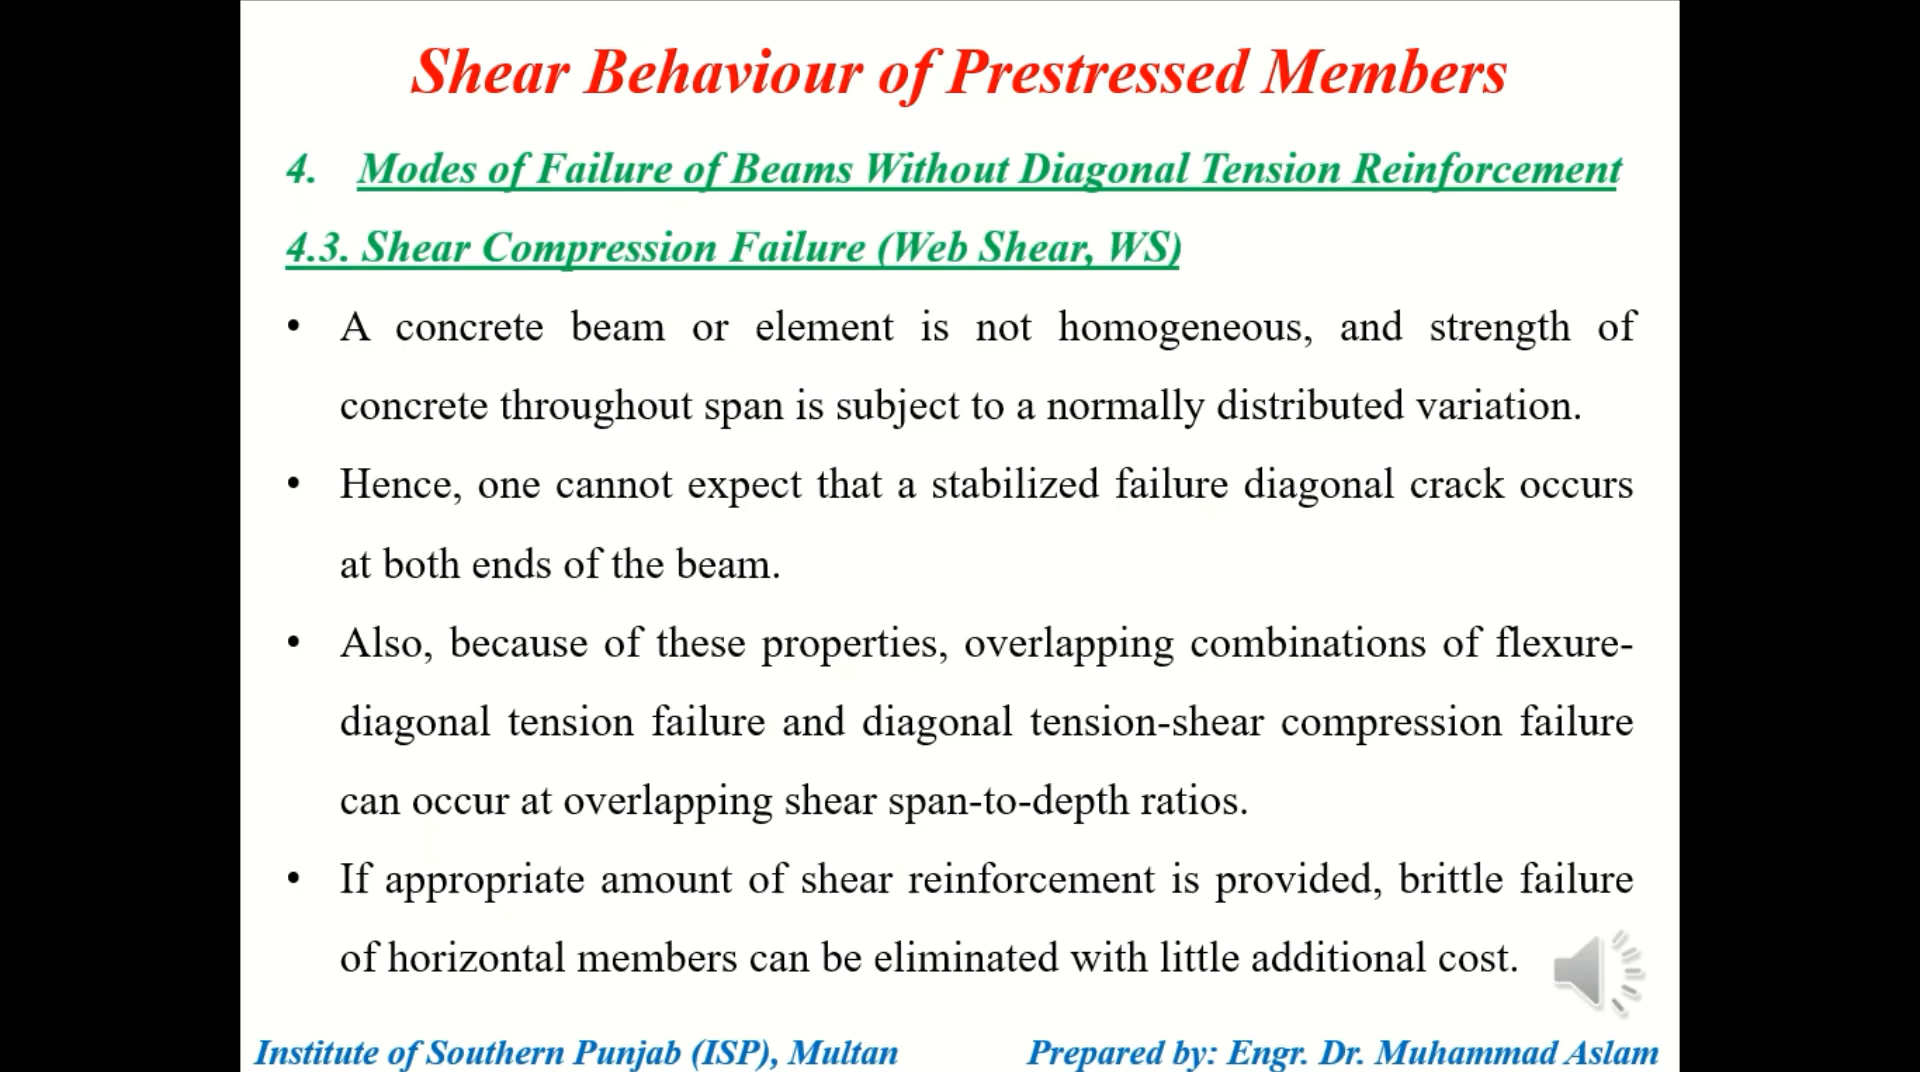 Shear Behaviour of Prestressed Members
4. Modes of Failure of Beams Without Diagonal Tension Reinforcement
4.3. Shear Compression Failure (Web Shear, WS)
• A concrete beam or element is not homogeneous, and strength of
concrete throughout span is subject to a normally distributed variation.
• Hence, one cannot expect that a stabilized failure diagonal crack occurs
at both ends of the beam.
• Also, because of these properties, overlapping combinations of flexure-
diagonal tension failure and diagonal tension-shear compression failure
can occur at overlapping shear span-to-depth ratios.
• If appropriate amount of shear reinforcement is provided, brittle failure
of horizontal members can be eliminated with little additional cost.
Institute of Southern Punjab (ISP), Multan
Prepared by: Engr. Dr. Muhammad Aslam